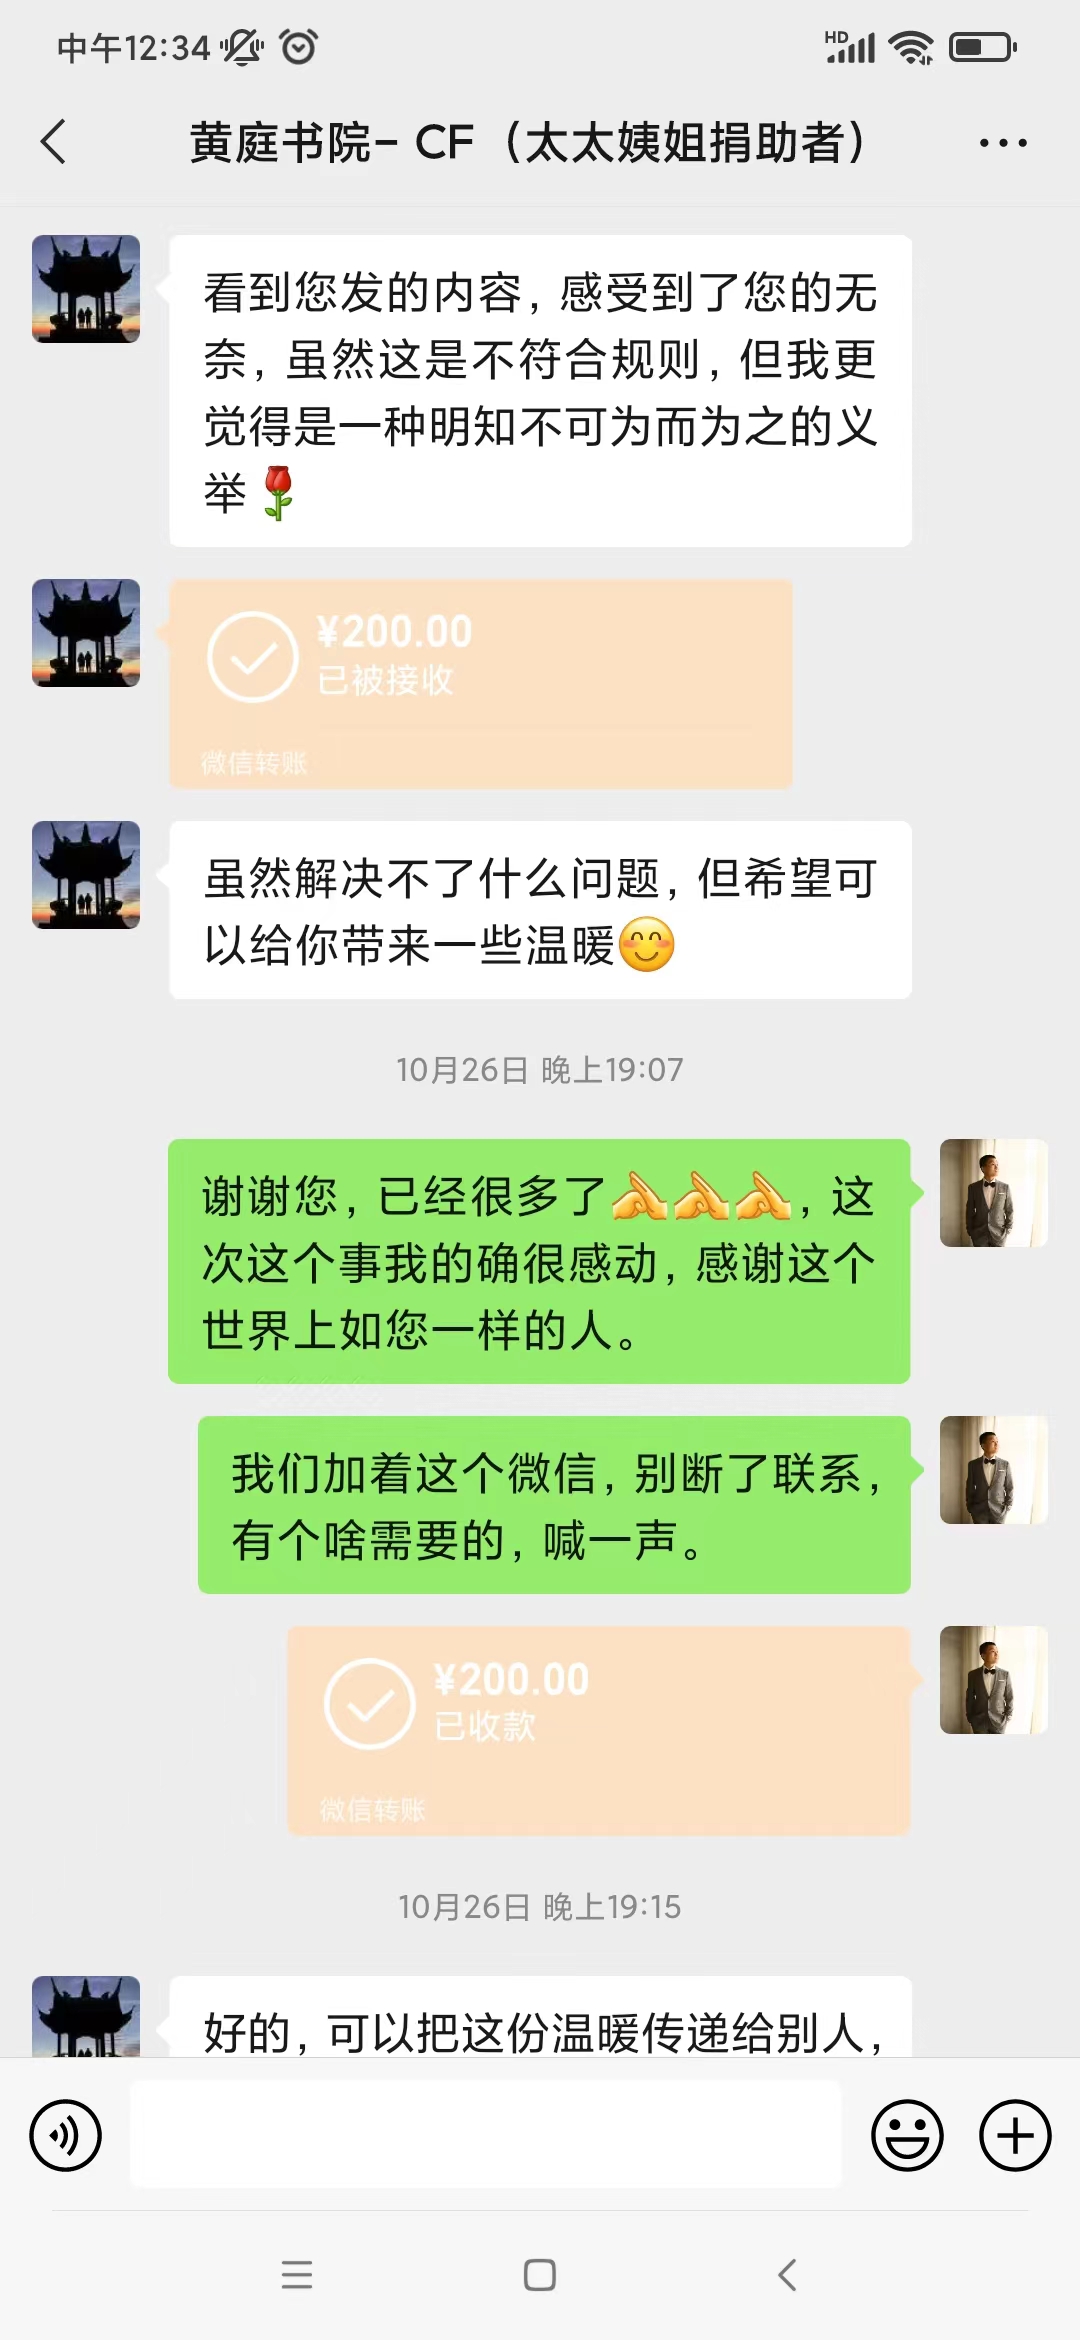 中午12:34
HD
黄庭书院- CF（太太姨姐捐助者）
看到您发的内容，感受到了您的无
奈，虽然这是不符合规则，但我更
觉得是一种明知不可为而为之的义
举🌹
¥200.00
已被接收
微信转账
虽然解决不了什么问题，但希望可
以给你带来一些温暖😊
10月26日 晚上19:07
谢谢您，已经很多了，这
次这个事我的确很感动，感谢这个
世界上如您一样的人。
我们加着这个微信，别断了联系，
有个啥需要的，喊一声。
¥200.00
已收款
微信转账
10月26日 晚上19:15
好的，可以把这份温暖传递给别人，